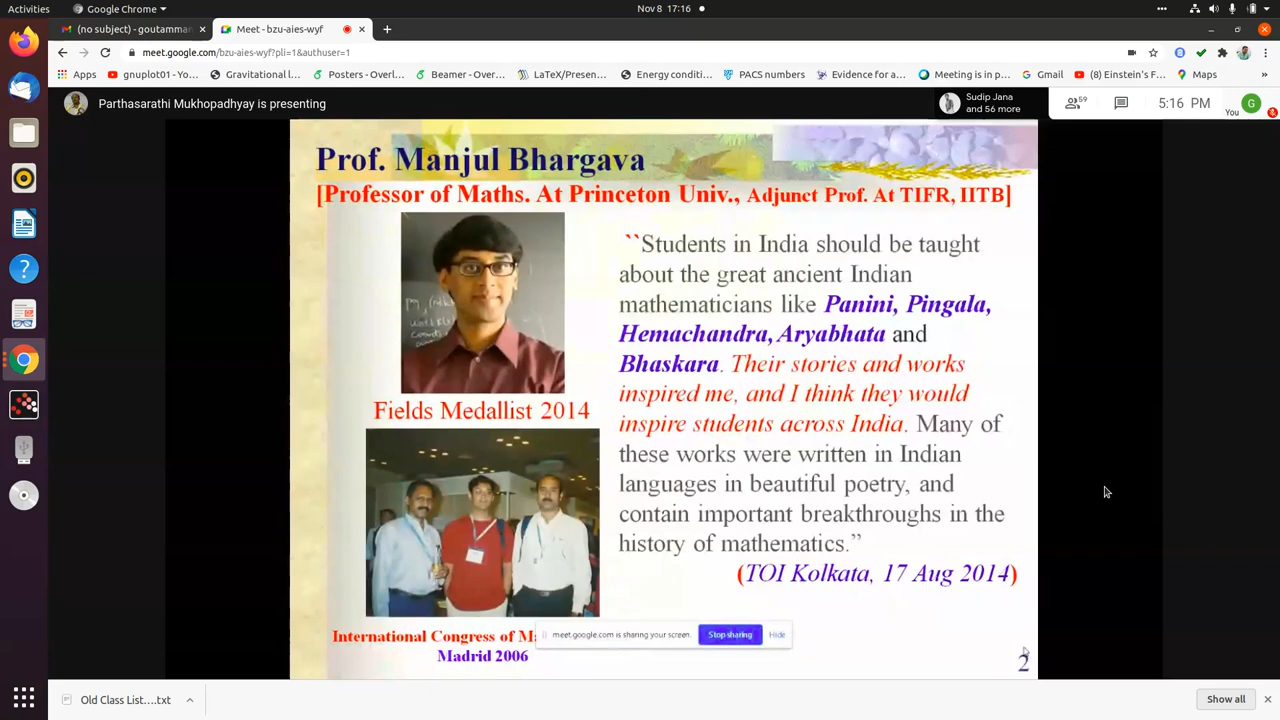 Activities
Google Chrome
Nov 8 17:16
(no subject) - goutamman
Meet - bzu-aies-wyf
meet.google.com/bzu-aies-wyf?pli=1&authuser=1
Apps
gnuplot01 - Yo...
Gravitational l...
Posters - Overl...
Beamer - Over...
LaTeX/Presen...
Energy conditi...
PACS numbers
Evidence for a...
Meeting is in p...
Gmail
(8) Einstein's F...
Maps
»
Parthasarathi Mukhopadhyay is presenting
Sudip Jana
and 56 more
59
5:16 PM
You
G
Prof. Manjul Bhargava
[Professor of Maths. At Princeton Univ., Adjunct Prof. At TIFR, IITB]
``Students in India should be taught
about the great ancient Indian
mathematicians like Panini, Pingala,
Hemachandra, Aryabhata and
Bhaskara. Their stories and works
inspired me, and I think they would
inspire students across India. Many of
these works were written in Indian
languages in beautiful poetry, and
contain important breakthroughs in the
history of mathematics.”
(TOI Kolkata, 17 Aug 2014)
Fields Medallist 2014
International Congress of
Madrid 2006
meet.google.com is sharing your screen.
Stop sharing
Hide
2
Old Class List....txt
Show all